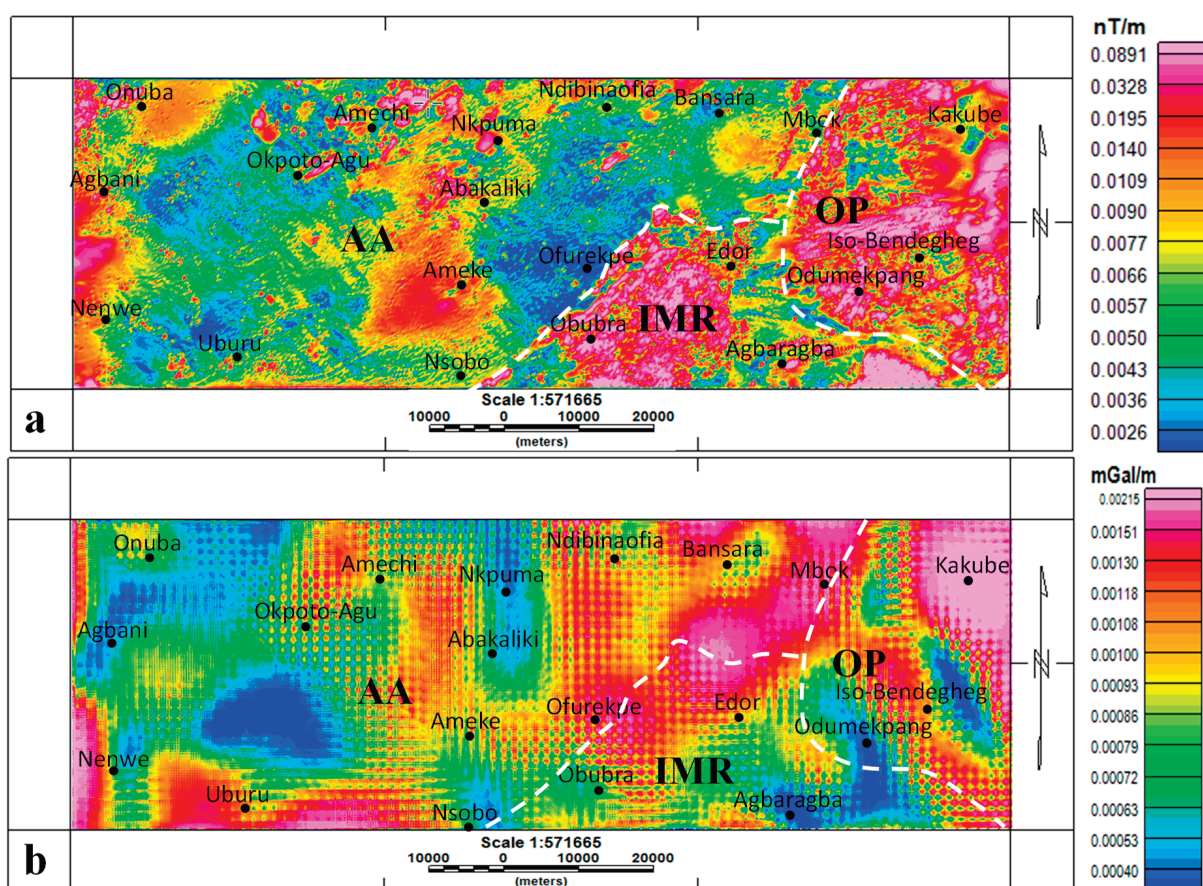 nT/m
0.0891
0.0328
0.0195
0.0140
0.0109
0.0090
0.0077
0.0066
0.0057
0.0050
0.0043
0.0036
0.0026
Onuba
Amechi
Nkpuma
Ndibinaofia
Bansara
Mbok
Kakube
Okpoto-Agu
Agbani
Abakaliki
AA
OP
Ofurekpe
Edor
Iso-Bendegheg
Ameke
Odumekpang
Nenwe
Obubra
IMR
Uburu
Nsobo
Agbaragba
N
Scale 1:571665
10000 0 10000 20000
(meters)
a
mGal/m
0.00215
0.00151
0.00130
0.00118
0.00109
0.00100
0.00093
0.00086
0.00079
0.00072
0.00063
0.00053
0.00040
Onuba
Amechi
Nkpuma
Ndibinaofia
Bansara
Mbok
Kakube
Okpoto-Agu
Agbani
Abakaliki
AA
OP
Iso-Bendegheg
Ofurekpe
Edor
Ameke
Odumekpang
Nenwe
Obubra
IMR
Uburu
Nsobo
Agbaragba
N
Scale 1:571665
10000 0 10000 20000
(meters)
b